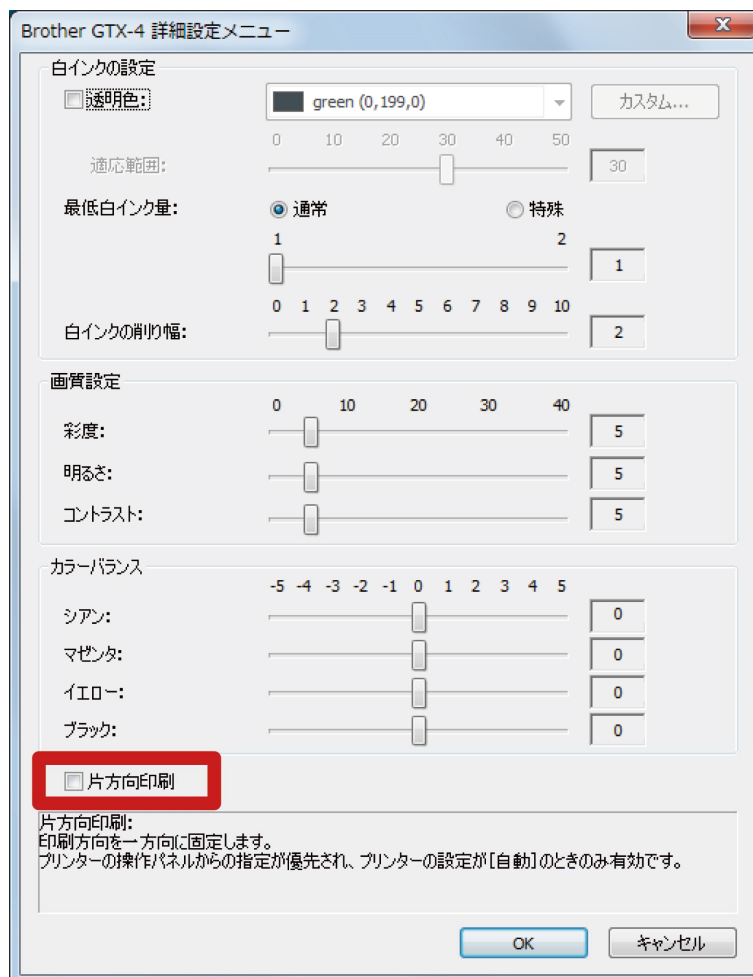 Brother GTX-4 詳細設定メニュー
白インクの設定
透明色:
green (0,199,0)
カスタム...
0 10 20 30 40 50
適応範囲:
30
最低白インク量:
通常
特殊
1 2
1
0 1 2 3 4 5 6 7 8 9 10
白インクの削り幅:
2
画質設定
0 10 20 30 40
彩度:
5
明るさ:
5
コントラスト:
5
カラーバランス
-5 -4 -3 -2 -1 0 1 2 3 4 5
シアン:
0
マゼンタ:
0
イエロー:
0
ブラック:
0
片方向印刷
片方向印刷:
印刷方向を一方向に固定します。
プリンターの操作パネルからの指定が優先され、プリンターの設定が[自動]のときのみ有効です。
OK
キャンセル